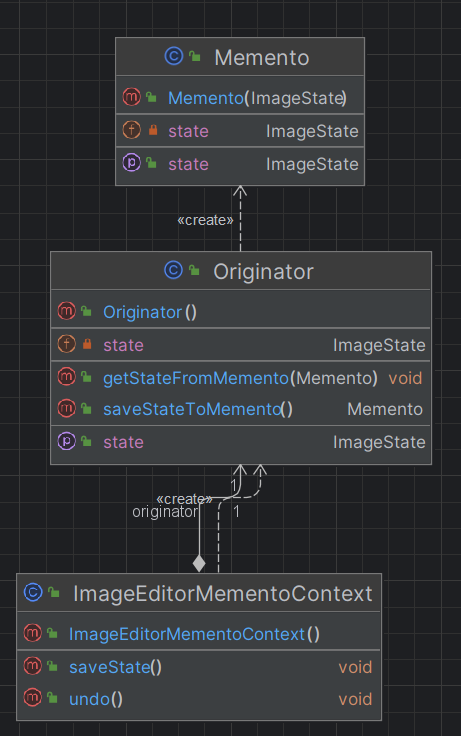 C Memento
m Memento(ImageState)
f state ImageState
p state ImageState
«create»
C Originator
m Originator()
f state ImageState
m getStateFromMemento(Memento) void
m saveStateToMemento() Memento
p state ImageState
1
«create»
originator 1
C ImageEditorMementoContext
m ImageEditorMementoContext()
m saveState() void
m undo() void